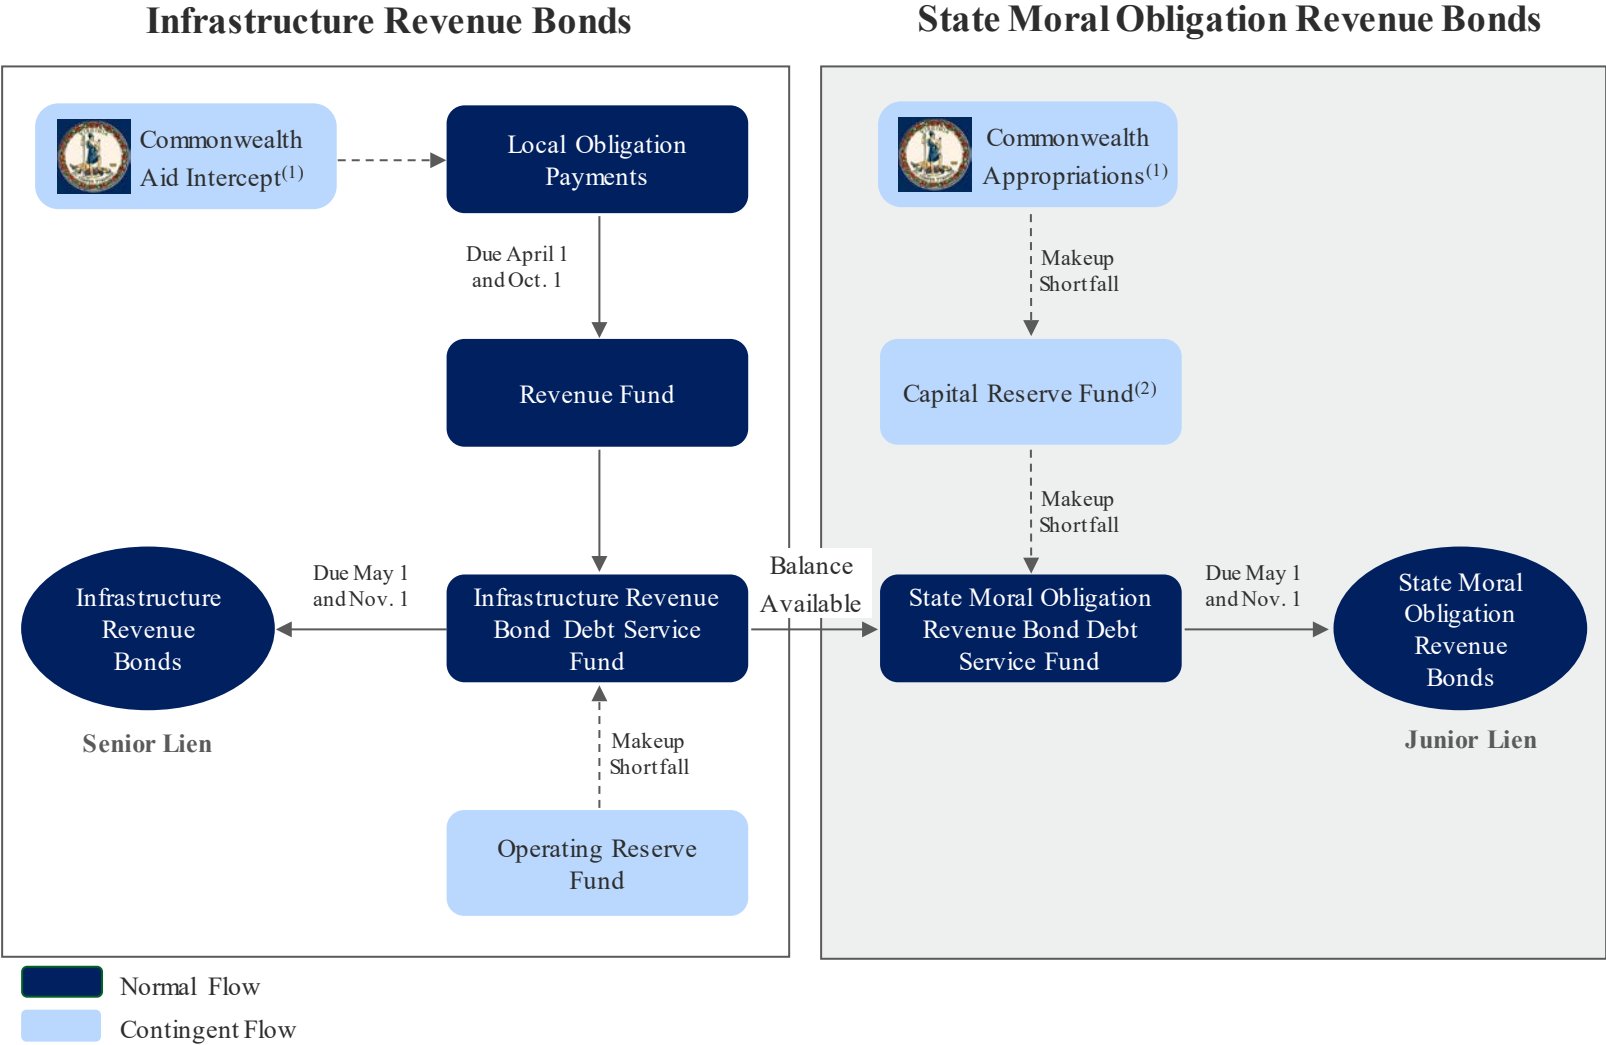 Infrastructure Revenue Bonds
Commonwealth
Aid Intercept(1)
Local Obligation
Payments
Due April 1
and Oct. 1
Revenue Fund
Infrastructure
Revenue
Bonds
Due May 1
and Nov. 1
Infrastructure Revenue
Bond Debt Service
Fund
Senior Lien
Makeup
Shortfall
Operating Reserve
Fund
Balance
Available
State Moral Obligation Revenue Bonds
Commonwealth
Appropriations(1)
Makeup
Shortfall
Capital Reserve Fund(2)
Makeup
Shortfall
State Moral Obligation
Revenue Bond Debt
Service Fund
Due May 1
and Nov. 1
State Moral
Obligation
Revenue
Bonds
Junior Lien
Normal Flow
Contingent Flow